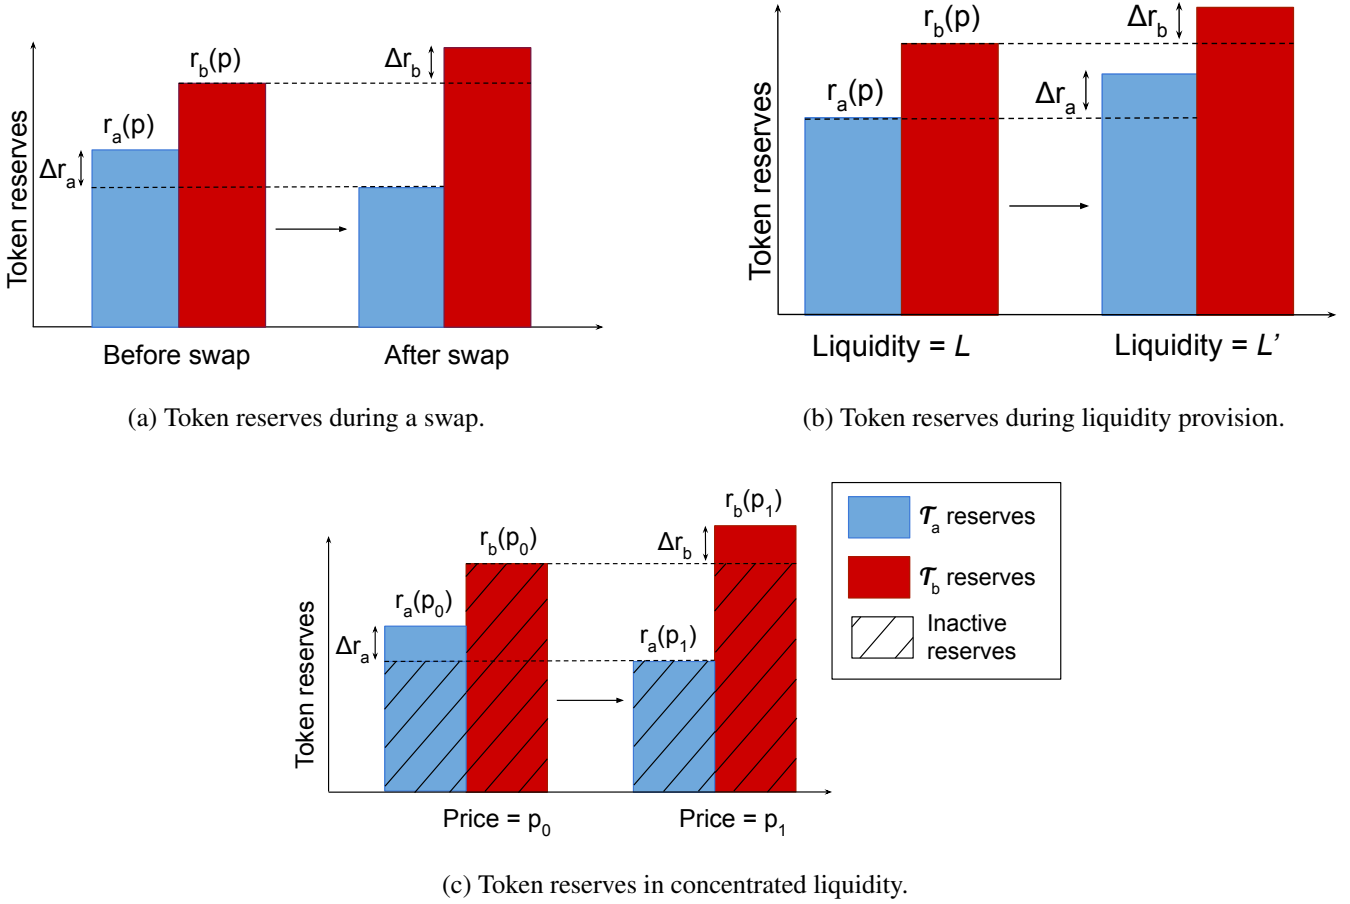 Token reserves
r_a(p)
r_b(p)
Δr_a
Δr_b
Before swap
After swap
(a) Token reserves during a swap.
Token reserves
r_a(p)
r_b(p)
Δr_a
Δr_b
Liquidity = L
Liquidity = L’
(b) Token reserves during liquidity provision.
Token reserves
r_a(p_0)
r_b(p_0)
Δr_a
r_a(p_1)
r_b(p_1)
Δr_b
Price = p_0
Price = p_1
𝒯_a reserves
𝒯_b reserves
Inactive
reserves
(c) Token reserves in concentrated liquidity.